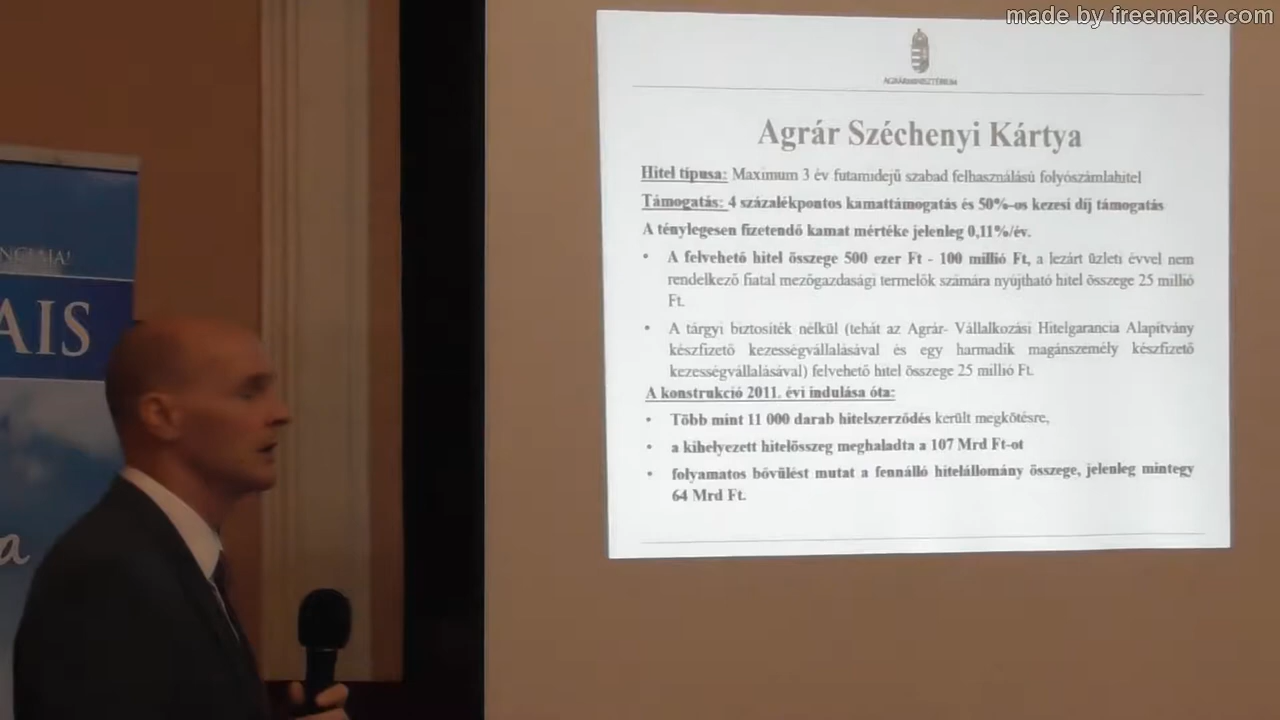 made by freemake.com
AGRÁRMINISZTÉRIUM
Agrár Széchenyi Kártya
Hitel típusa: Maximum 3 év futamidejű szabad felhasználású folyószámlahitel
Támogatás: 4 százalékpontos kamattámogatás és 50%-os kezesi díj támogatás
A ténylegesen fizetendő kamat mértéke jelenleg 0,11%/év.
• A felvehető hitel összege 500 ezer Ft - 100 millió Ft, a lezárt üzleti évvel nem
rendelkező fiatal mezőgazdasági termelők számára nyújtható hitel összege 25 millió
Ft.
• A tárgyi biztosíték nélkül (tehát az Agrár- Vállalkozási Hitelgarancia Alapítvány
készfizető kezességvállalásával és egy harmadik magánszemély készfizető
kezességvállalásával) felvehető hitel összege 25 millió Ft.
A konstrukció 2011. évi indulása óta:
• Több mint 11 000 darab hitelszerződés került megkötésre,
• a kihelyezett hitelösszeg meghaladta a 107 Mrd Ft-ot
• folyamatos bővülést mutat a fennálló hitelállomány összege, jelenleg mintegy
64 Mrd Ft.
AIS
a